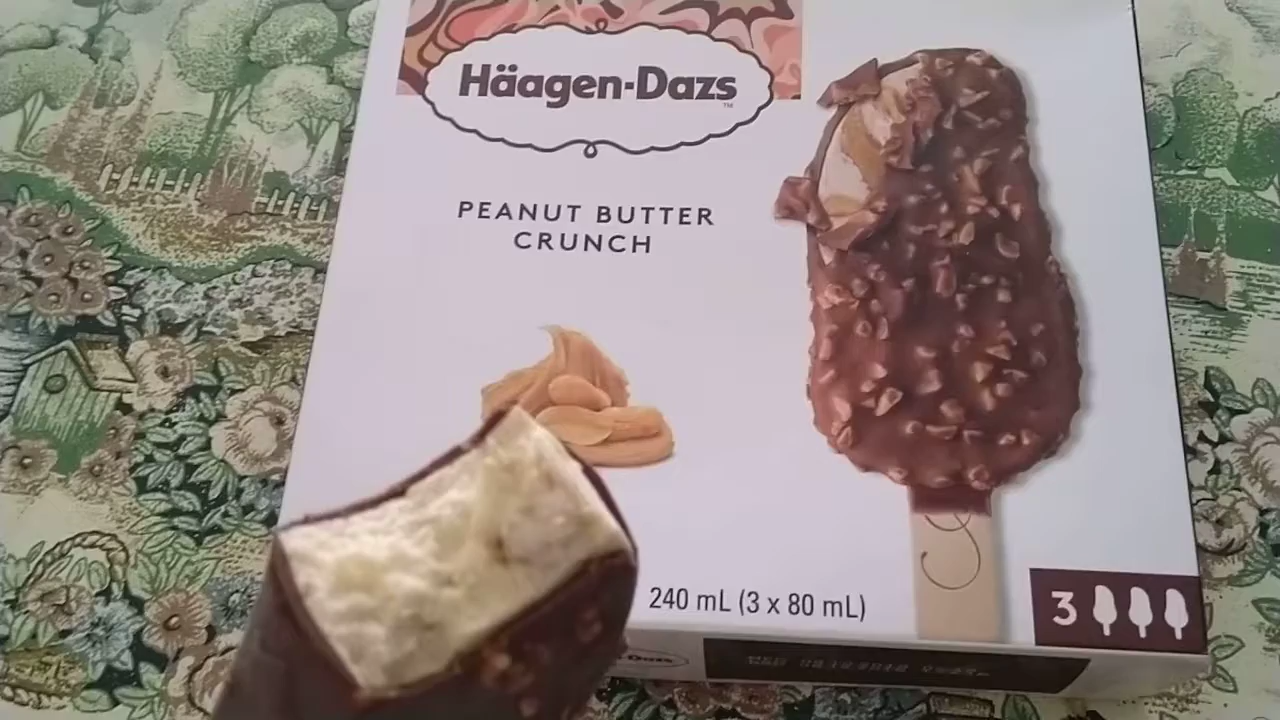 Häagen-Dazs
TM
PEANUT BUTTER
CRUNCH
240 mL (3 x 80 mL)
3